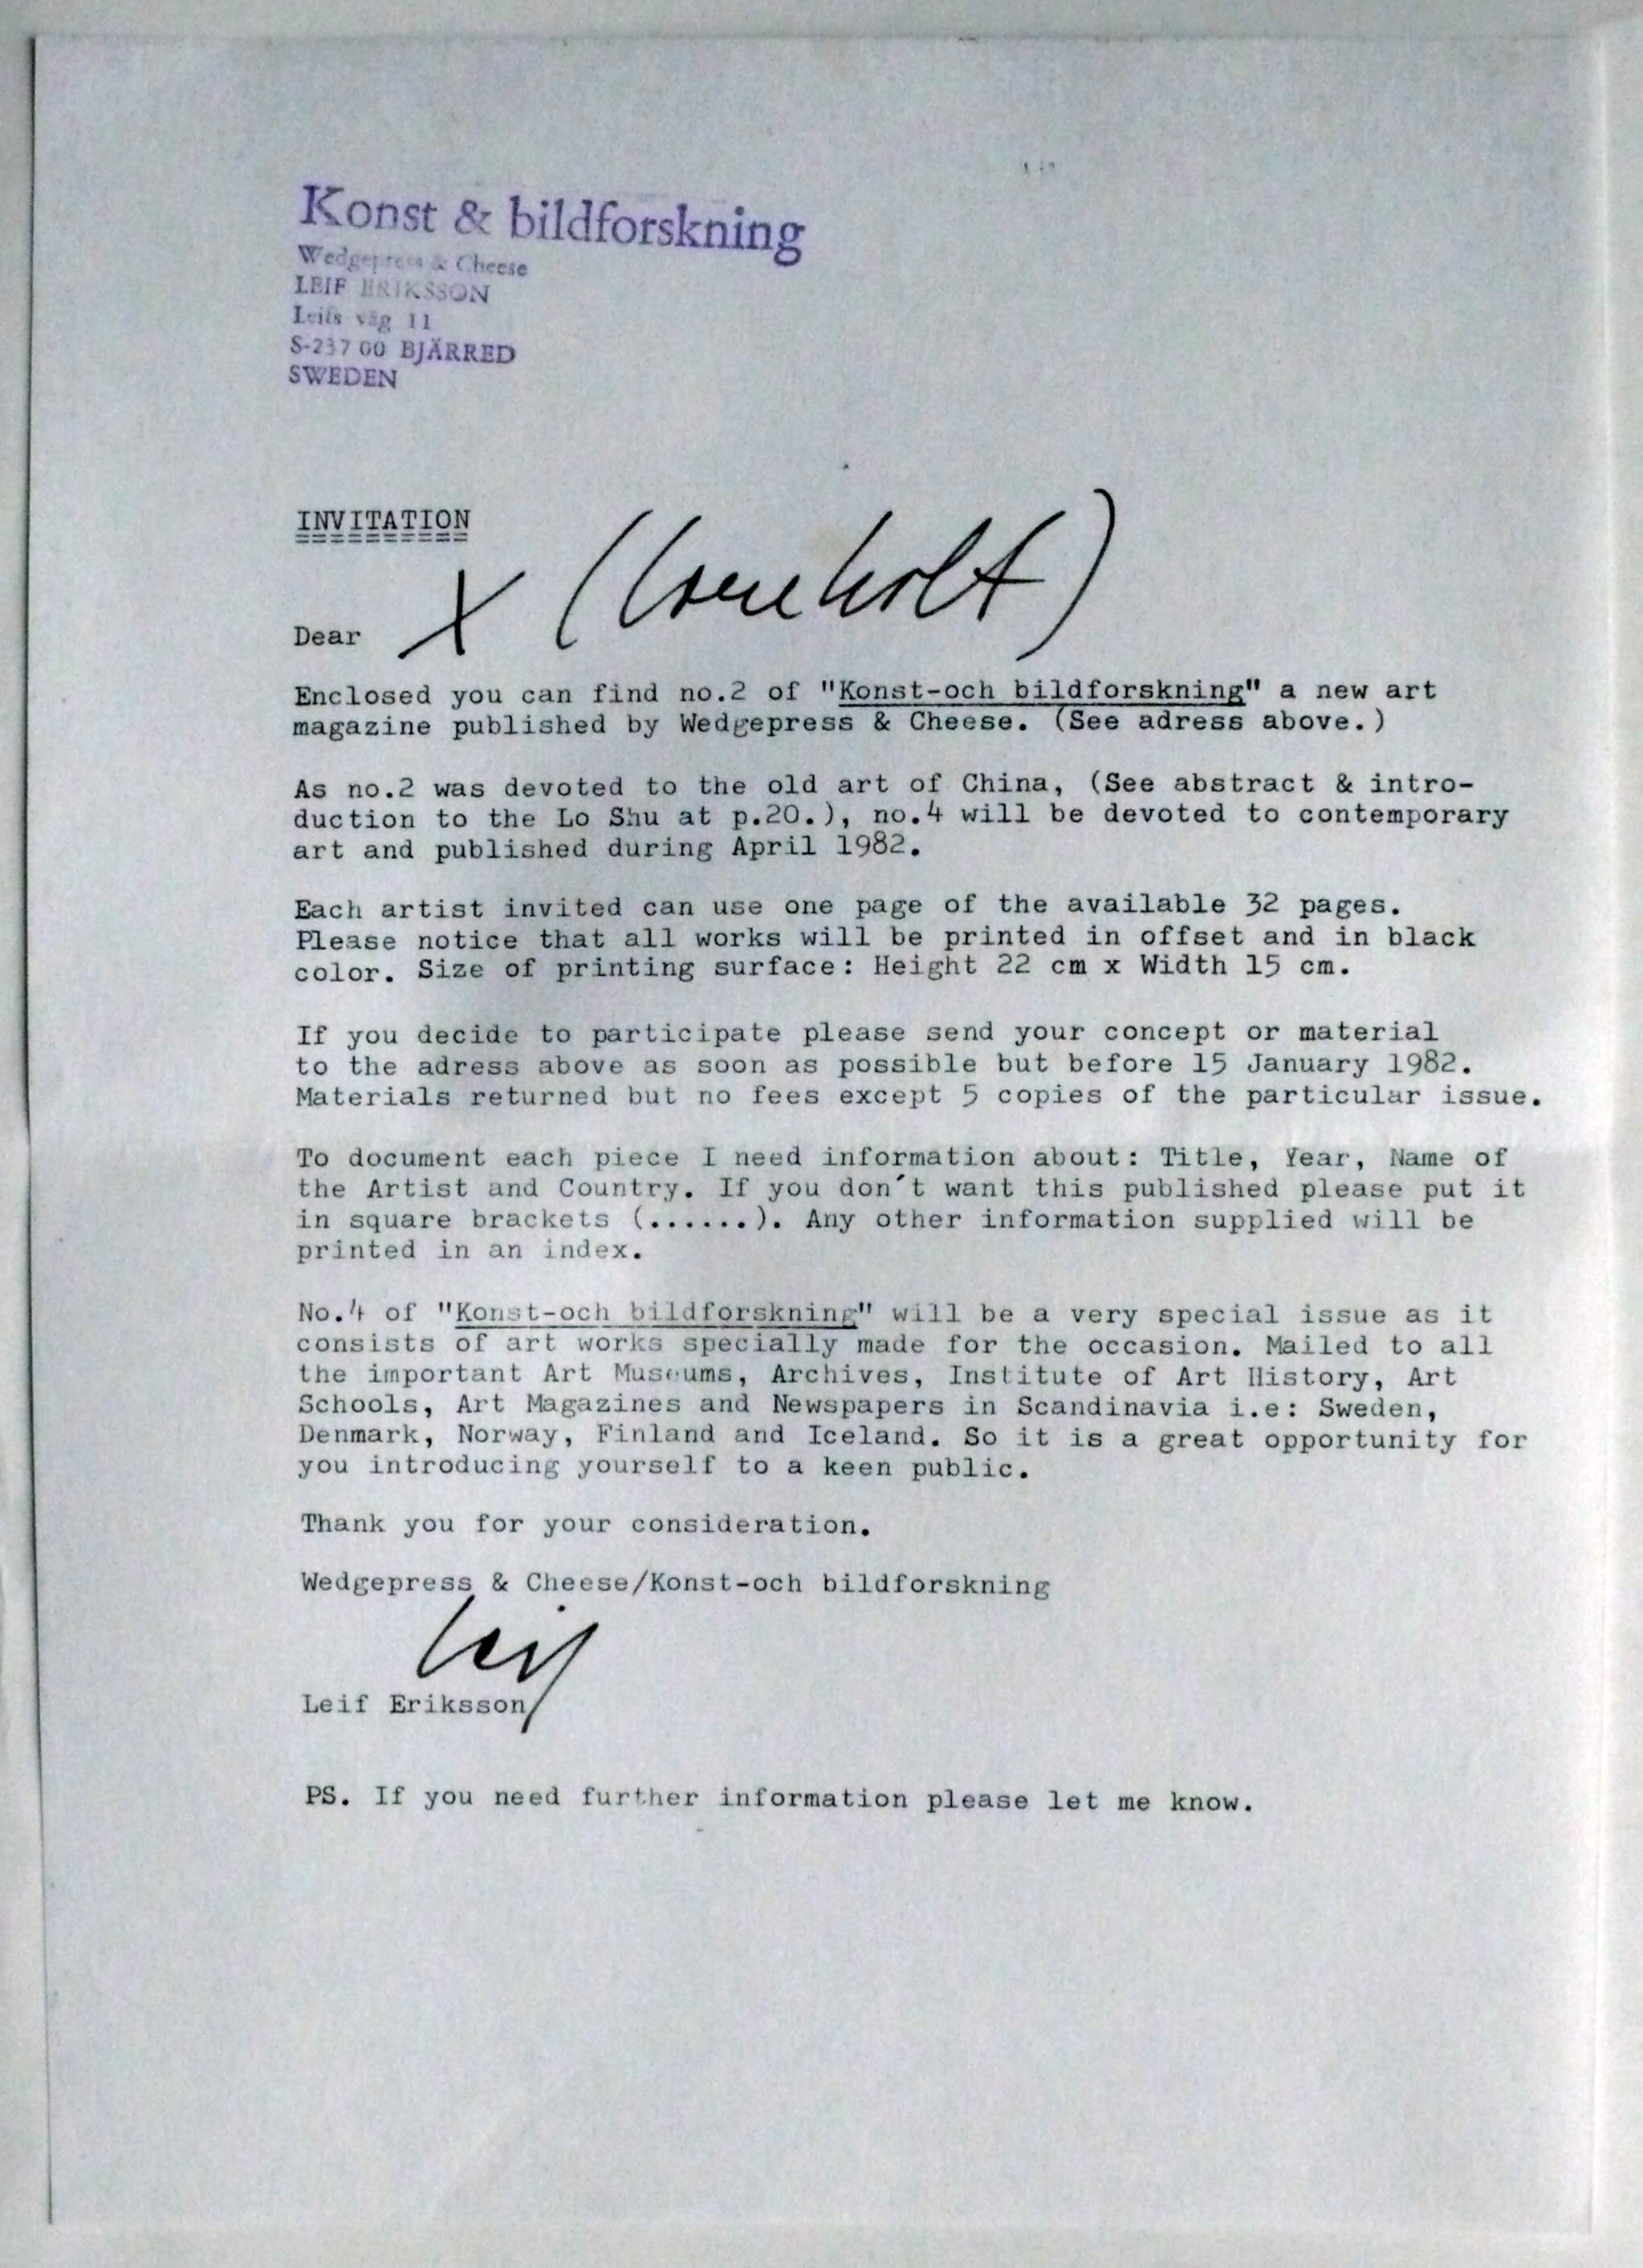 Konst & bildforskning
Wedgepress & Cheese
LEIF ERIKSSON
Leifs väg 11
S-237 00 BJÄRRED
SWEDEN
INVITATION
Dear X (
Enclosed you can find no.2 of "Konst-och bildforskning" a new art
magazine published by Wedgepress & Cheese. (See adress above.)
As no.2 was devoted to the old art of China, (See abstract & intro-
duction to the Lo Shu at p.20.), no.4 will be devoted to contemporary
art and published during April 1982.
Each artist invited can use one page of the available 32 pages.
Please notice that all works will be printed in offset and in black
color. Size of printing surface: Height 22 cm x Width 15 cm.
If you decide to participate please send your concept or material
to the adress above as soon as possible but before 15 January 1982.
Materials returned but no fees except 5 copies of the particular issue.
To document each piece I need information about: Title, Year, Name of
the Artist and Country. If you don´t want this published please put it
in square brackets (......). Any other information supplied will be
printed in an index.
No.4 of "Konst-och bildforskning" will be a very special issue as it
consists of art works specially made for the occasion. Mailed to all
the important Art Museums, Archives, Institute of Art History, Art
Schools, Art Magazines and Newspapers in Scandinavia i.e: Sweden,
Denmark, Norway, Finland and Iceland. So it is a great opportunity for
you introducing yourself to a keen public.
Thank you for your consideration.
Wedgepress & Cheese/Konst-och bildforskning
Leif
Leif Eriksson
PS. If you need further information please let me know.